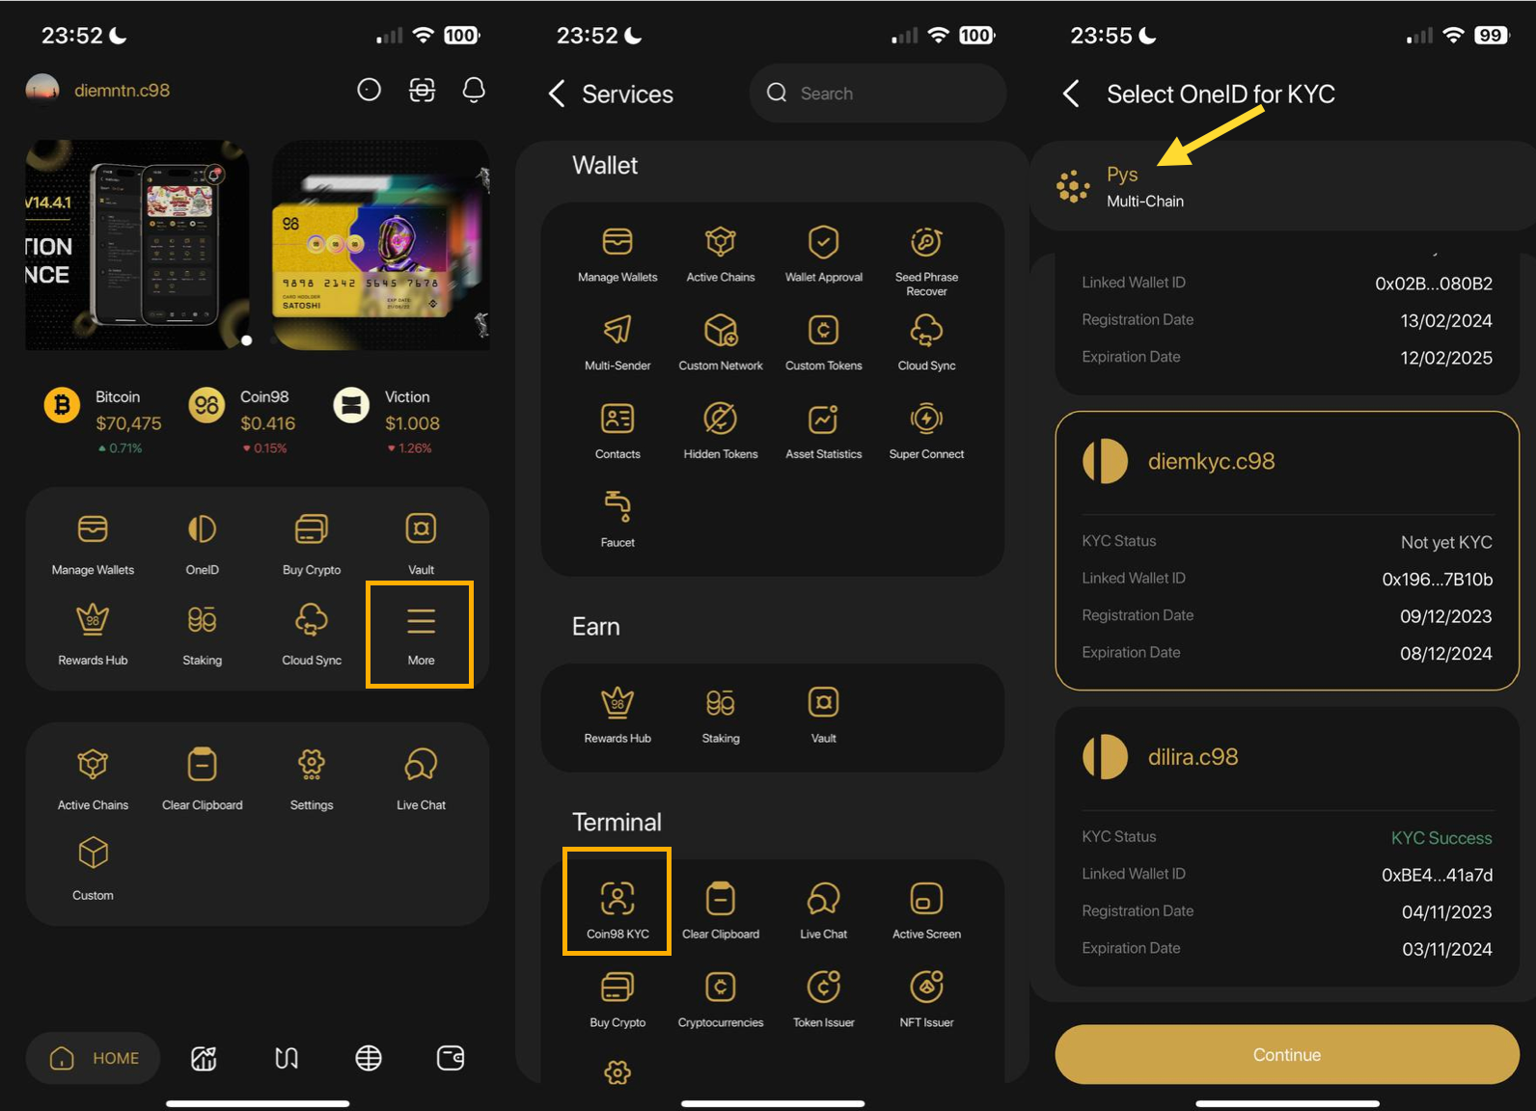 23:52
100
diemntn.c98
V14.4.1
TION
NCE
98
9898 2142 5645 7678
CARD HOOLDER
SATOSHI
EXP DATE
Bitcoin
$70,475
0.71%
Coin98
$0.416
0.15%
Viction
$1.008
1.26%
Manage Wallets
OneID
Buy Crypto
Vault
Rewards Hub
Staking
Cloud Sync
More
Active Chains
Clear Clipboard
Settings
Live Chat
Custom
HOME
23:52
100
Services
Search
Wallet
Manage Wallets
Active Chains
Wallet Approval
Seed Phrase
Recover
Multi-Sender
Custom Network
Custom Tokens
Cloud Sync
Contacts
Hidden Tokens
Asset Statistics
Super Connect
Faucet
Earn
Rewards Hub
Staking
Vault
Terminal
Coin98 KYC
Clear Clipboard
Live Chat
Active Screen
Buy Crypto
Cryptocurrencies
Token Issuer
NFT Issuer
23:55
99
Select OneID for KYC
Pys
Multi-Chain
Linked Wallet ID 0x02B...080B2
Registration Date 13/02/2024
Expiration Date 12/02/2025
diemkyc.c98
KYC Status Not yet KYC
Linked Wallet ID 0x196...7B10b
Registration Date 09/12/2023
Expiration Date 08/12/2024
dilira.c98
KYC Status KYC Success
Linked Wallet ID 0xBE4...41a7d
Registration Date 04/11/2023
Expiration Date 03/11/2024
Continue